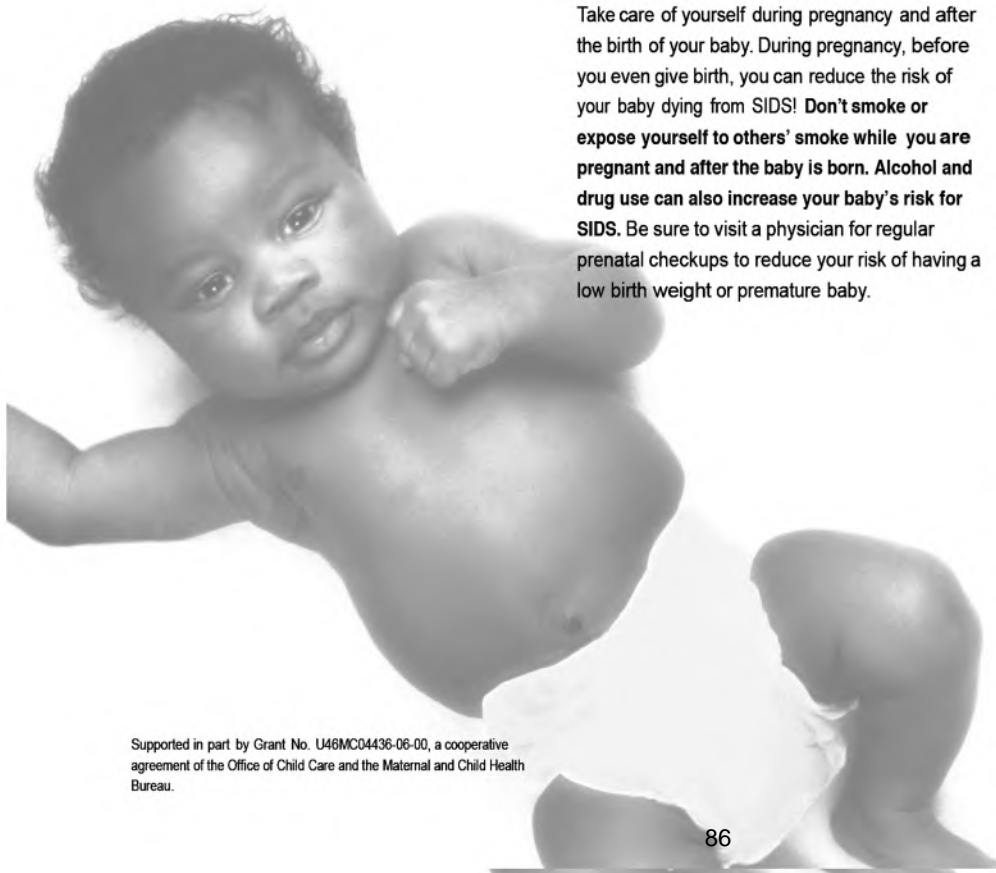 Take care of yourself during pregnancy and after
the birth of your baby. During pregnancy, before
you even give birth, you can reduce the risk of
your baby dying from SIDS! Don't smoke or
expose yourself to others' smoke while you are
pregnant and after the baby is born. Alcohol and
drug use can also increase your baby's risk for
SIDS. Be sure to visit a physician for regular
prenatal checkups to reduce your risk of having a
low birth weight or premature baby.
Supported in part by Grant No. U46MC04436-06-00, a cooperative
agreement of the Office of Child Care and the Maternal and Child Health
Bureau.
86